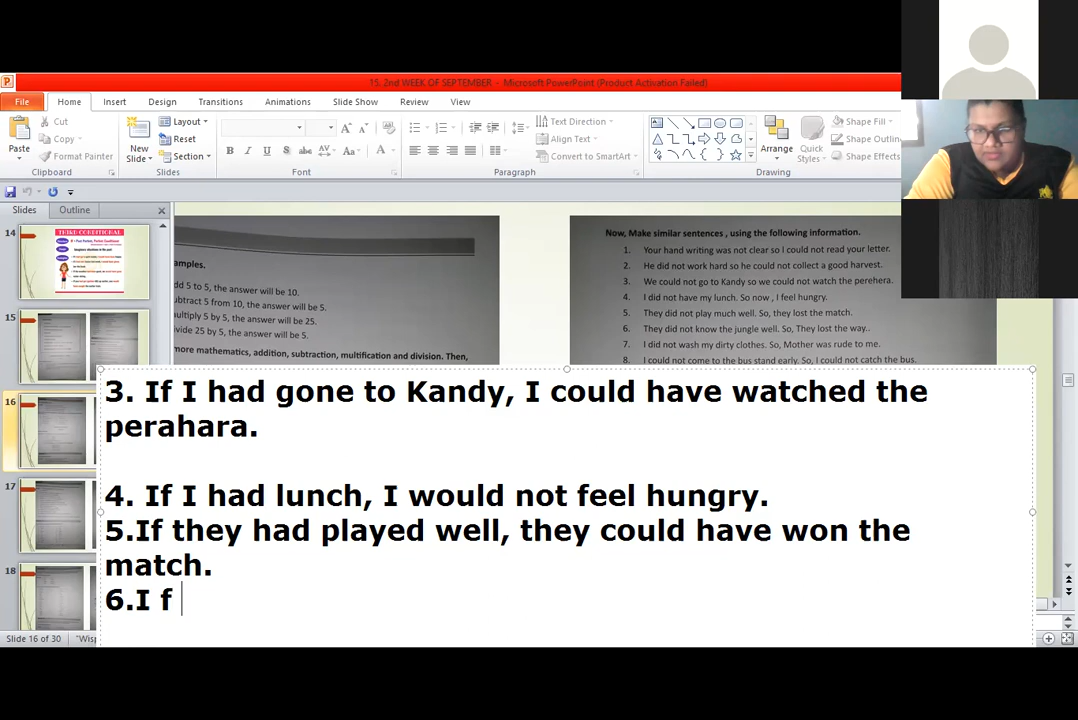 15. 2nd WEEK OF SEPTEMBER - Microsoft PowerPoint (Product Activation Failed)
File Home Insert Design Transitions Slide Show Animations Review View
Cut
Copy
Format Painter
Paste
Clipboard
New
Slide
Layout
Reset
Section
Slides
Font
Text Direction
Align Text
Convert to SmartArt
Paragraph
Arrange
Quick
Styles
Shape Fill
Shape Outlin
Shape Effects
Drawing
Slides Outline
14
THIRD CONDITIONAL
15
16
17
18
amples.
dd 5 to 5, the answer will be 10.
ubtract 5 from 10, the answer will be 5.
multiply 5 by 5, the answer will be 25.
vide 25 by 5, the answer will be 5.
more mathematics, addition, subtraction, multification and division. Then,
Now, Make similar sentences , using the following information.
1. Your hand writing was not clear so I could not read your letter.
2. He did not work hard so he could not collect a good harvest.
3. We could not go to Kandy so we could not watch the perehera.
4. I did not have my lunch. So now , I feel hungry.
5. They did not play much well. So, they lost the match.
6. They did not know the jungle well. So, They lost the way..
7. I did not wash my dirty clothes. So, Mother was rude to me.
8. I could not come to the bus stand early. So, I could not catch the bus.
3. If I had gone to Kandy, I could have watched the
perahara.
4. If I had lunch, I would not feel hungry.
5.If they had played well, they could have won the
match.
6.I f
Slide 16 of 30 "Wisp